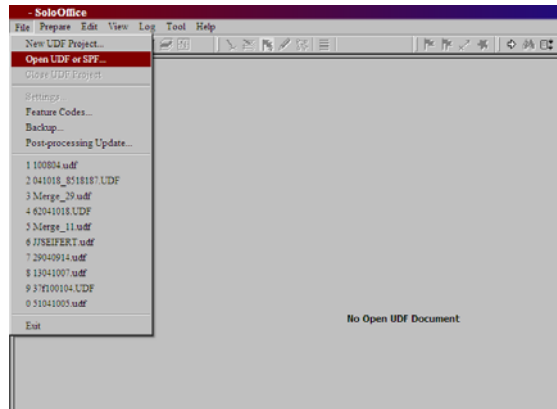 - SoloOffice
File Prepare Edit View Log Tool Help
New UDF Project...
Open UDF or SPF...
Close UDF Project
Settings...
Feature Codes...
Backup...
Post-processing Update...
1 100804.udf
2 041018_8518187.UDF
3 Merge_29.udf
4 62041018.UDF
5 Merge_11.udf
6 JJSEIFERT.udf
7 29040914.udf
8 13041007.udf
9 37f100104.UDF
0 51041005.udf
Exit
No Open UDF Document